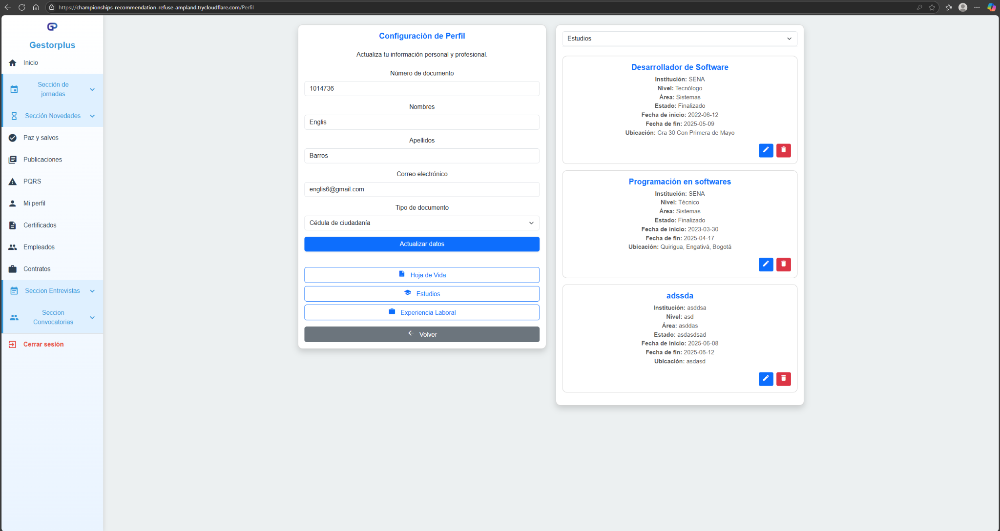 https://championships-recommendation-refuse-ampland.trycloudflare.com/Perfil
GP
Gestorplus
Inicio
Sección de
jornadas
Sección Novedades
Paz y salvos
Publicaciones
PQRS
Mi perfil
Certificados
Empleados
Contratos
Seccion Entrevistas
Seccion
Convocatorias
Cerrar sesión
Configuración de Perfil
Actualiza tu información personal y profesional.
Número de documento
1014736
Nombres
Englis
Apellidos
Barros
Correo electrónico
englis6@gmail.com
Tipo de documento
Cédula de ciudadanía
Actualizar datos
Hoja de Vida
Estudios
Experiencia Laboral
Volver
Estudios
Desarrollador de Software
Institución: SENA
Nivel: Tecnólogo
Área: Sistemas
Estado: Finalizado
Fecha de inicio: 2022-06-12
Fecha de fin: 2025-05-09
Ubicación: Cra 30 Con Primera de Mayo
Programación en softwares
Institución: SENA
Nivel: Técnico
Área: Sistemas
Estado: Finalizado
Fecha de inicio: 2023-03-30
Fecha de fin: 2025-04-17
Ubicación: Quirigua, Engativá, Bogotá
adssda
Institución: asddsa
Nivel: asd
Área: asddas
Estado: asdasdsad
Fecha de inicio: 2025-06-08
Fecha de fin: 2025-06-12
Ubicación: asdasd